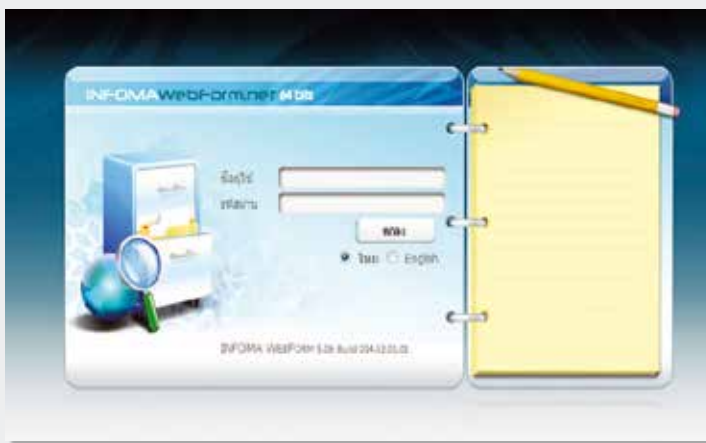 INFOMAWebForm.net 64 bits
ชื่อผู้ใช้
รหัสผ่าน
ตกลง
ไทย English
INFOMA WEBFORM